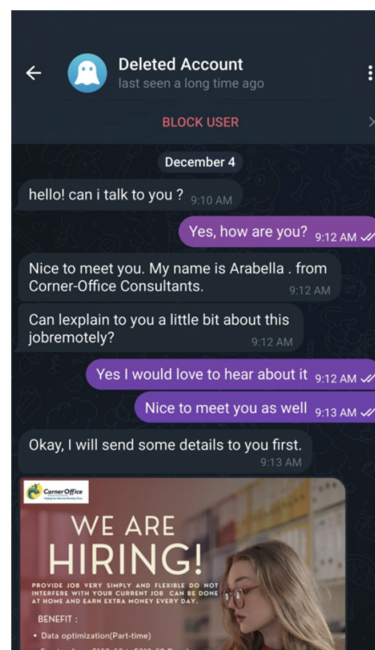 Deleted Account
last seen a long time ago
BLOCK USER
December 4
hello! can i talk to you ? 9:10 AM
Yes, how are you? 9:12 AM
Nice to meet you. My name is Arabella . from
Corner-Office Consultants. 9:12 AM
Can Iexplain to you a little bit about this
jobremotely? 9:12 AM
Yes I would love to hear about it 9:12 AM
Nice to meet you as well 9:13 AM
Okay, I will send some details to you first.
9:13 AM
CornerOffice
WE ARE
HIRING!
PROVIDE JOB VERY SIMPLY AND FLEXIBLE DO NOT
INTERFERE WITH YOUR CURRENT JOB CAN BE DONE
AT HOME AND EARN EXTRA MONEY EVERY DAY.
BENEFIT :
• Data optimization(Part-time)